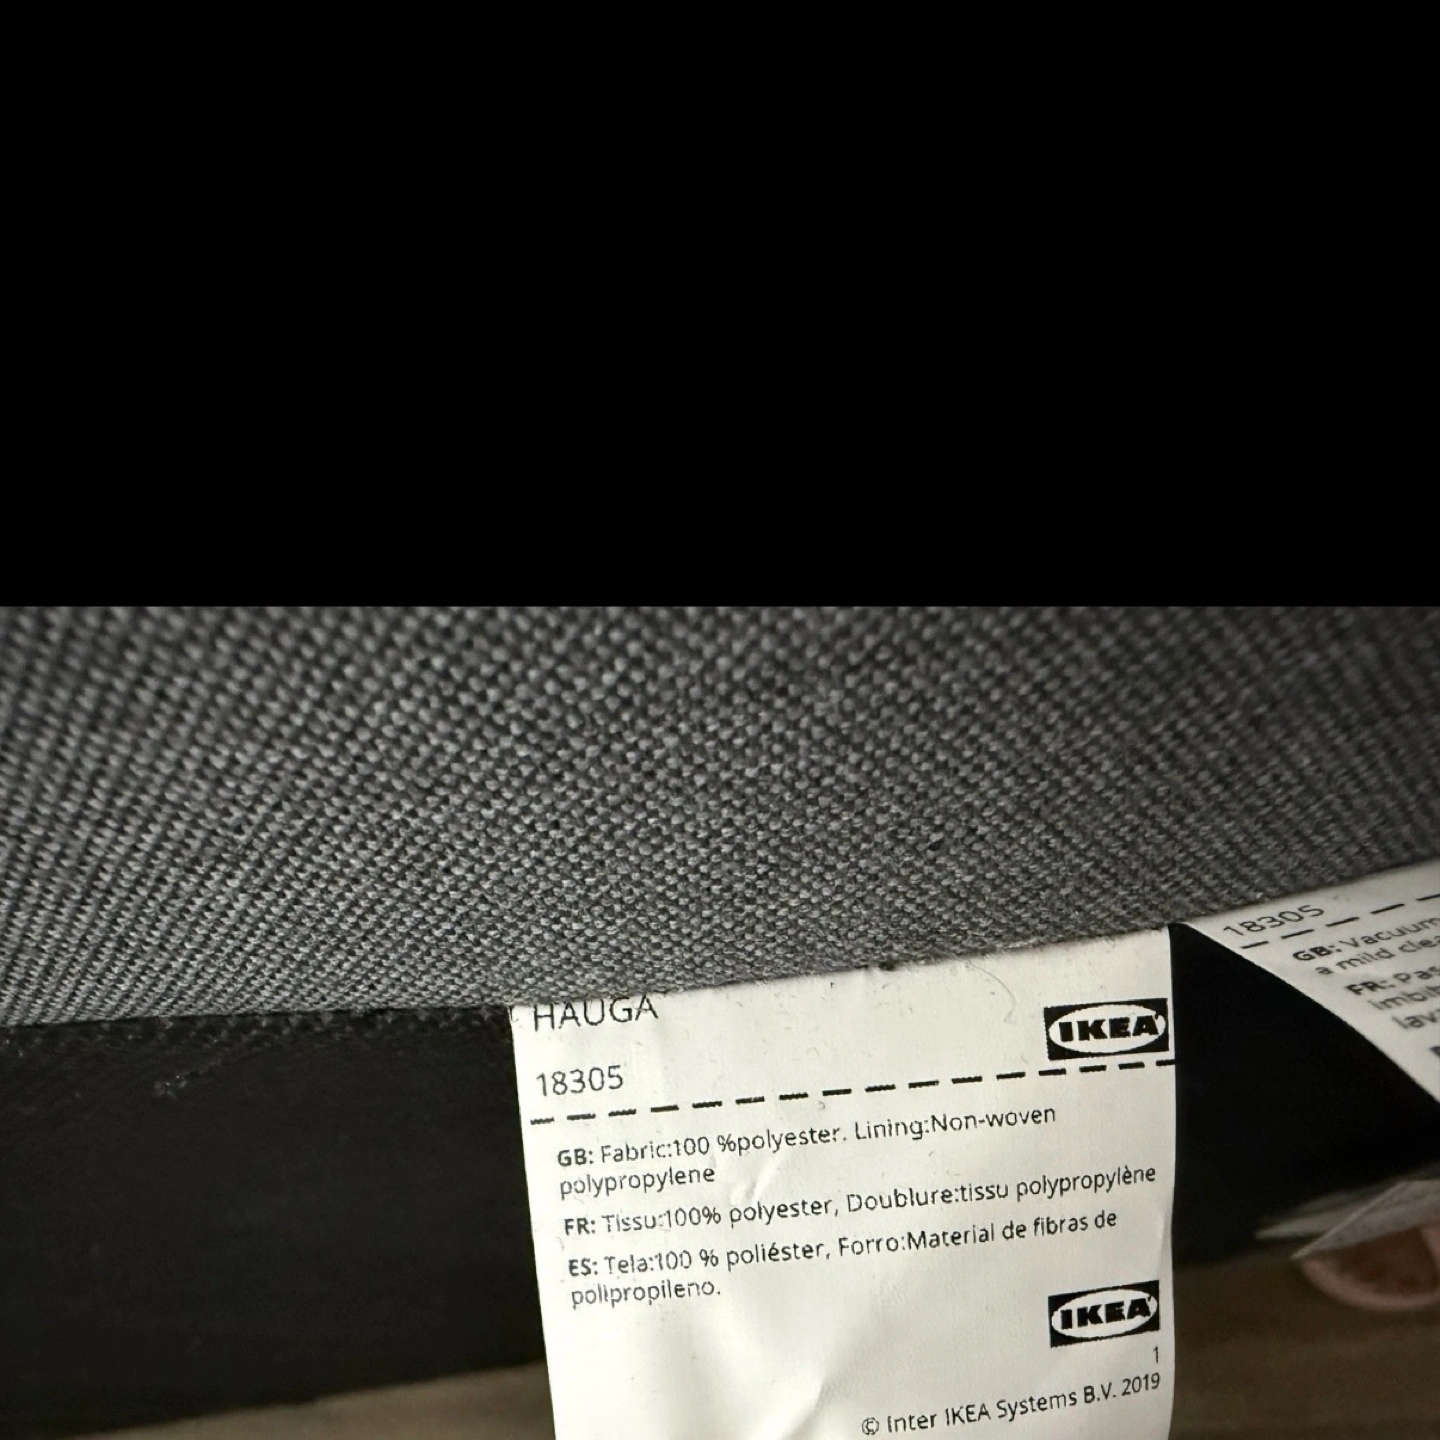 HAUGA
IKEA
18305
GB: Fabric:100 %polyester. Lining:Non-woven
polypropylene
FR: Tissu:100% polyester, Doublure:tissu polypropylène
ES: Tela:100 % poliéster, Forro:Material de fibras de
polipropileno.
IKEA
1
© Inter IKEA Systems B.V. 2019
18305
GB: Vacuum
a mild
FR: